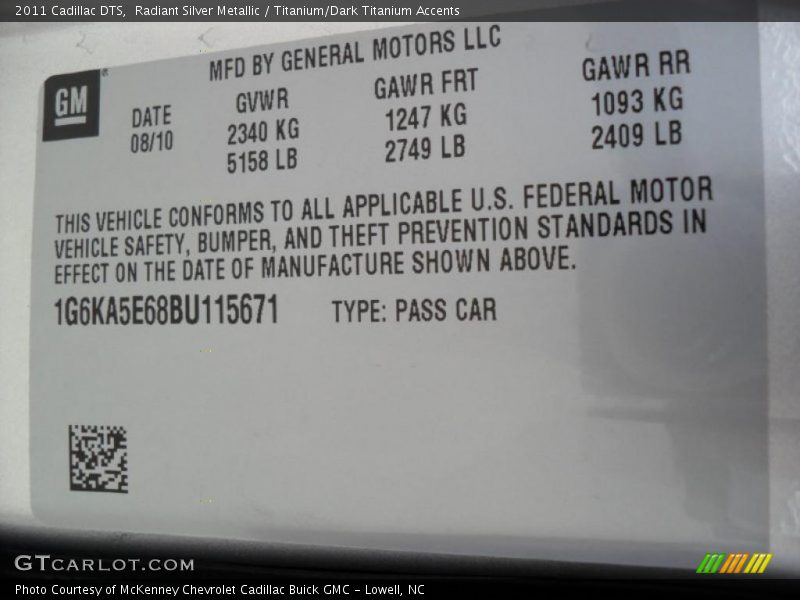 2011 Cadillac DTS, Radiant Silver Metallic / Titanium/Dark Titanium Accents
MFD BY GENERAL MOTORS LLC
GM
DATE GVWR GAWR FRT GAWR RR
08/10 2340 KG 1247 KG 1093 KG
5158 LB 2749 LB 2409 LB
THIS VEHICLE CONFORMS TO ALL APPLICABLE U.S. FEDERAL MOTOR
VEHICLE SAFETY, BUMPER, AND THEFT PREVENTION STANDARDS IN
EFFECT ON THE DATE OF MANUFACTURE SHOWN ABOVE.
1G6KA5E68BU115671 TYPE: PASS CAR
GTCARLOT.COM
Photo Courtesy of McKenney Chevrolet Cadillac Buick GMC - Lowell, NC